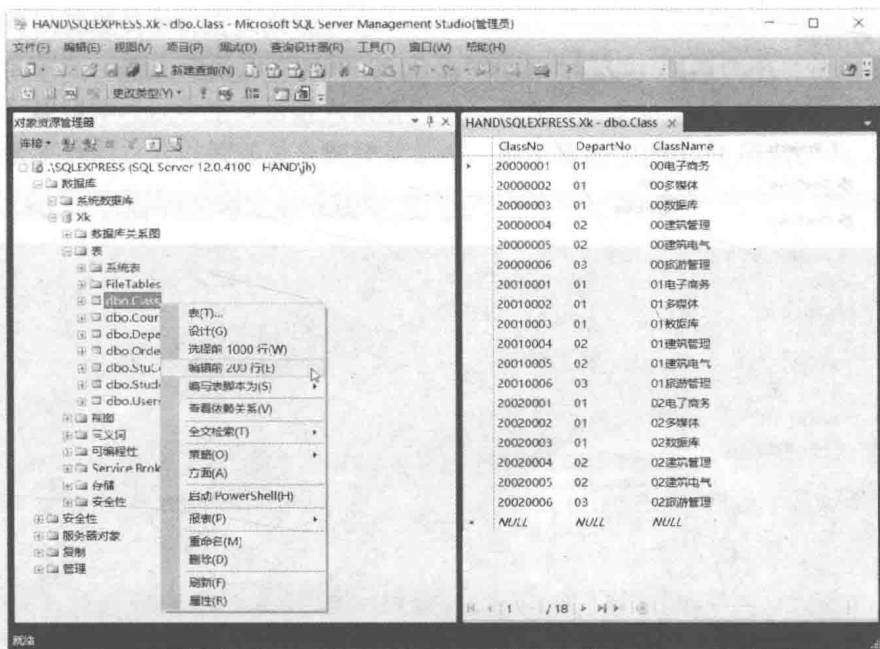 HAND\SQLEXPRESS.Xk - dbo.Class - Microsoft SQL Server Management Studio(管理员)
文件(F) 编辑(E) 视图(V) 项目(P) 调试(D) 查询设计器(R) 工具(T) 窗口(W) 帮助(H)
新建查询(N)
更改类型(Y)
对象资源管理器
连接
.\SQLEXPRESS (SQL Server 12.0.4100 HAND\jh)
数据库
系统数据库
Xk
数据库关系图
表
系统表
FileTables
dbo.Class
dbo.Cour
dbo.Depa
dbo.Orde
dbo.StuC
dbo.Stude
dbo.Users
视图
同义词
可编程性
Service Brok
存储
安全性
安全性
服务器对象
复制
管理
表(T)...
设计(G)
选择前 1000 行(W)
编辑前 200 行(E)
编写表脚本为(S)
查看依赖关系(V)
全文检索(T)
策略(O)
方面(A)
启动 PowerShell(H)
报表(P)
重命名(M)
删除(D)
刷新(F)
属性(R)
HAND\SQLEXPRESS.Xk - dbo.Class
ClassNo DepartNo ClassName
20000001 01 00电子商务
20000002 01 00多媒体
20000003 01 00数据库
20000004 02 00建筑管理
20000005 02 00建筑电气
20000006 03 00旅游管理
20010001 01 01电子商务
20010002 01 01多媒体
20010003 01 01数据库
20010004 02 01建筑管理
20010005 02 01建筑电气
20010006 03 01旅游管理
20020001 01 02电子商务
20020002 01 02多媒体
20020003 01 02数据库
20020004 02 02建筑管理
20020005 02 02建筑电气
20020006 03 02旅游管理
NULL NULL NULL
1 / 18
就绪